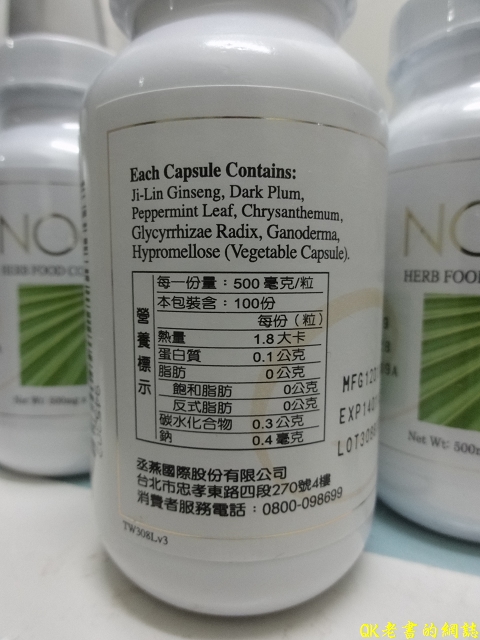 Each Capsule Contains:
Ji-Lin Ginseng, Dark Plum,
Peppermint Leaf, Chrysanthemum,
Glycyrrhizae Radix, Ganoderma,
Hypromellose (Vegetable Capsule).
營養標示
每一份量：500 毫克/粒
本包裝含：100份
每份（粒）
熱量 1.8 大卡
蛋白質 0.1 公克
脂肪 0公克
飽和脂肪 0公克
反式脂肪 0公克
碳水化合物 0.3 公克
鈉 0.4 毫克
丞燕國際股份有限公司
台北市忠孝東路四段270號4樓
消費者服務電話：0800-098699
TW308Lv3
MFG120
EXP140
LOT308
NO
HERB FOOD CO
NO
HERB FOOD
Net Wt: 500m
QK老書的網誌